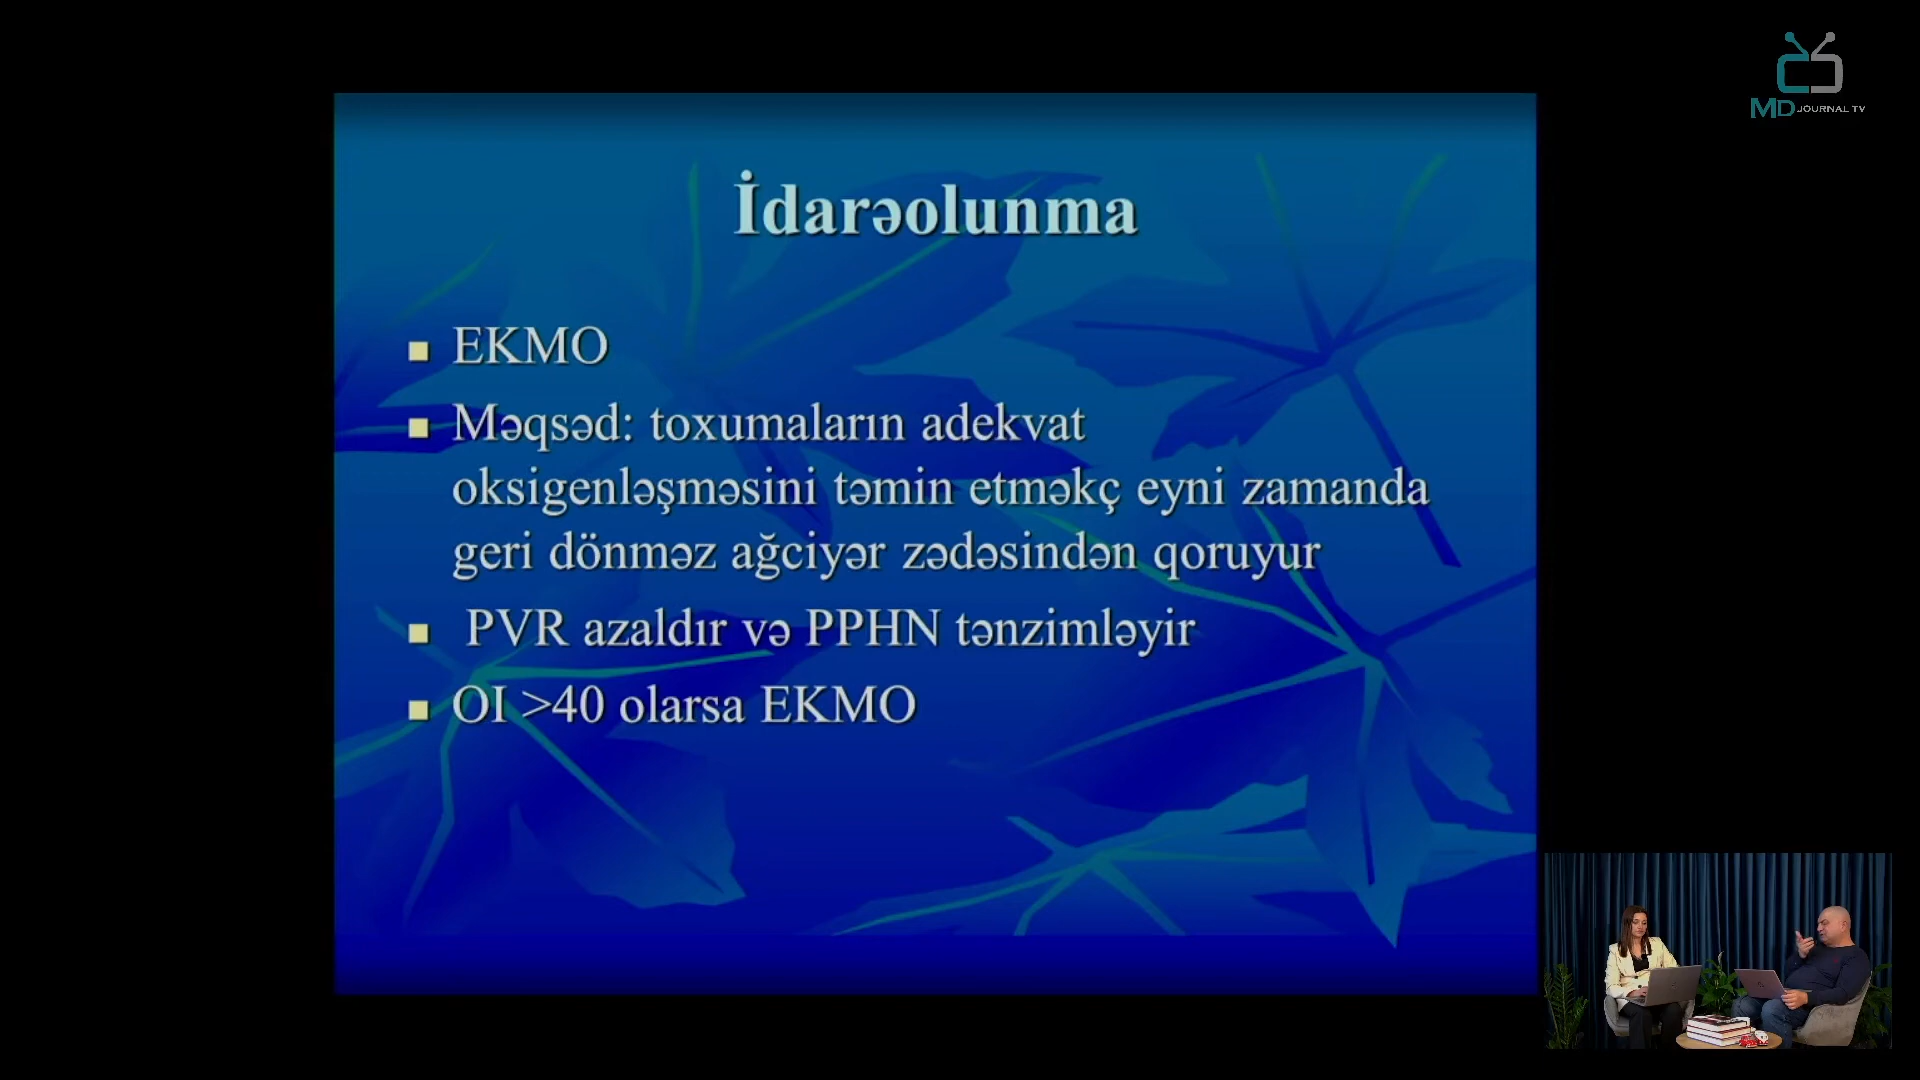 MD JOURNAL TV
İdarəolunma
EKMO
Məqsəd: toxumaların adekvat
oksigenləşməsini təmin etməkç eyni zamanda
geri dönməz ağciyər zədəsindən qoruyur
PVR azaldır və PPHN tənzimləyir
OI >40 olarsa EKMO